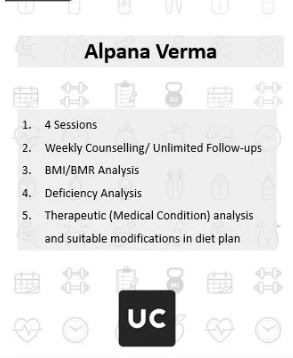 Alpana Verma
1. 4 Sessions
2. Weekly Counselling/ Unlimited Follow-ups
3. BMI/BMR Analysis
4. Deficiency Analysis
5. Therapeutic (Medical Condition) analysis
and suitable modifications in diet plan
UC